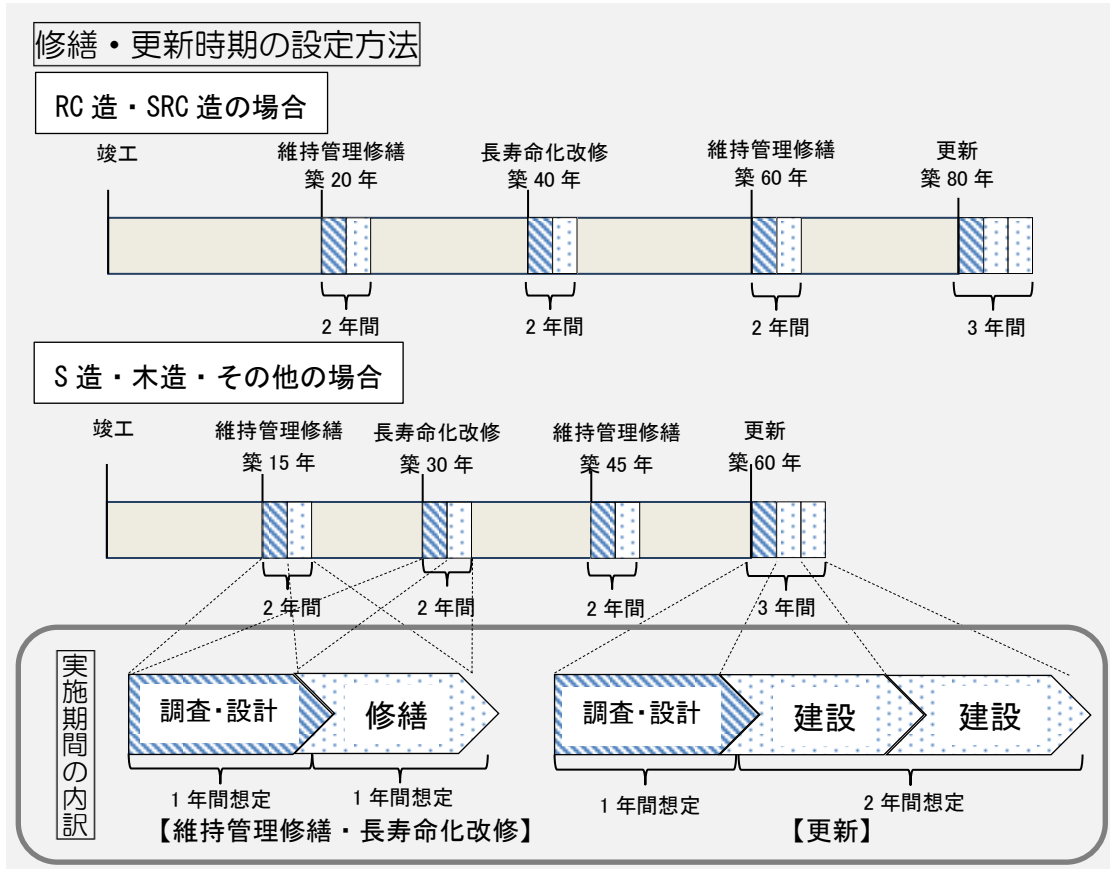 修繕・更新時期の設定方法
RC造・SRC造の場合
竣工
維持管理修繕
築20年
長寿命化改修
築40年
維持管理修繕
築60年
更新
築80年
2年間
2年間
2年間
3年間
S造・木造・その他の場合
竣工
維持管理修繕
築15年
長寿命化改修
築30年
維持管理修繕
築45年
更新
築60年
2年間
2年間
2年間
3年間
実施期間の内訳
調査・設計
修繕
調査・設計
建設
建設
1年間想定
1年間想定
1年間想定
2年間想定
【維持管理修繕・長寿命化改修】
【更新】